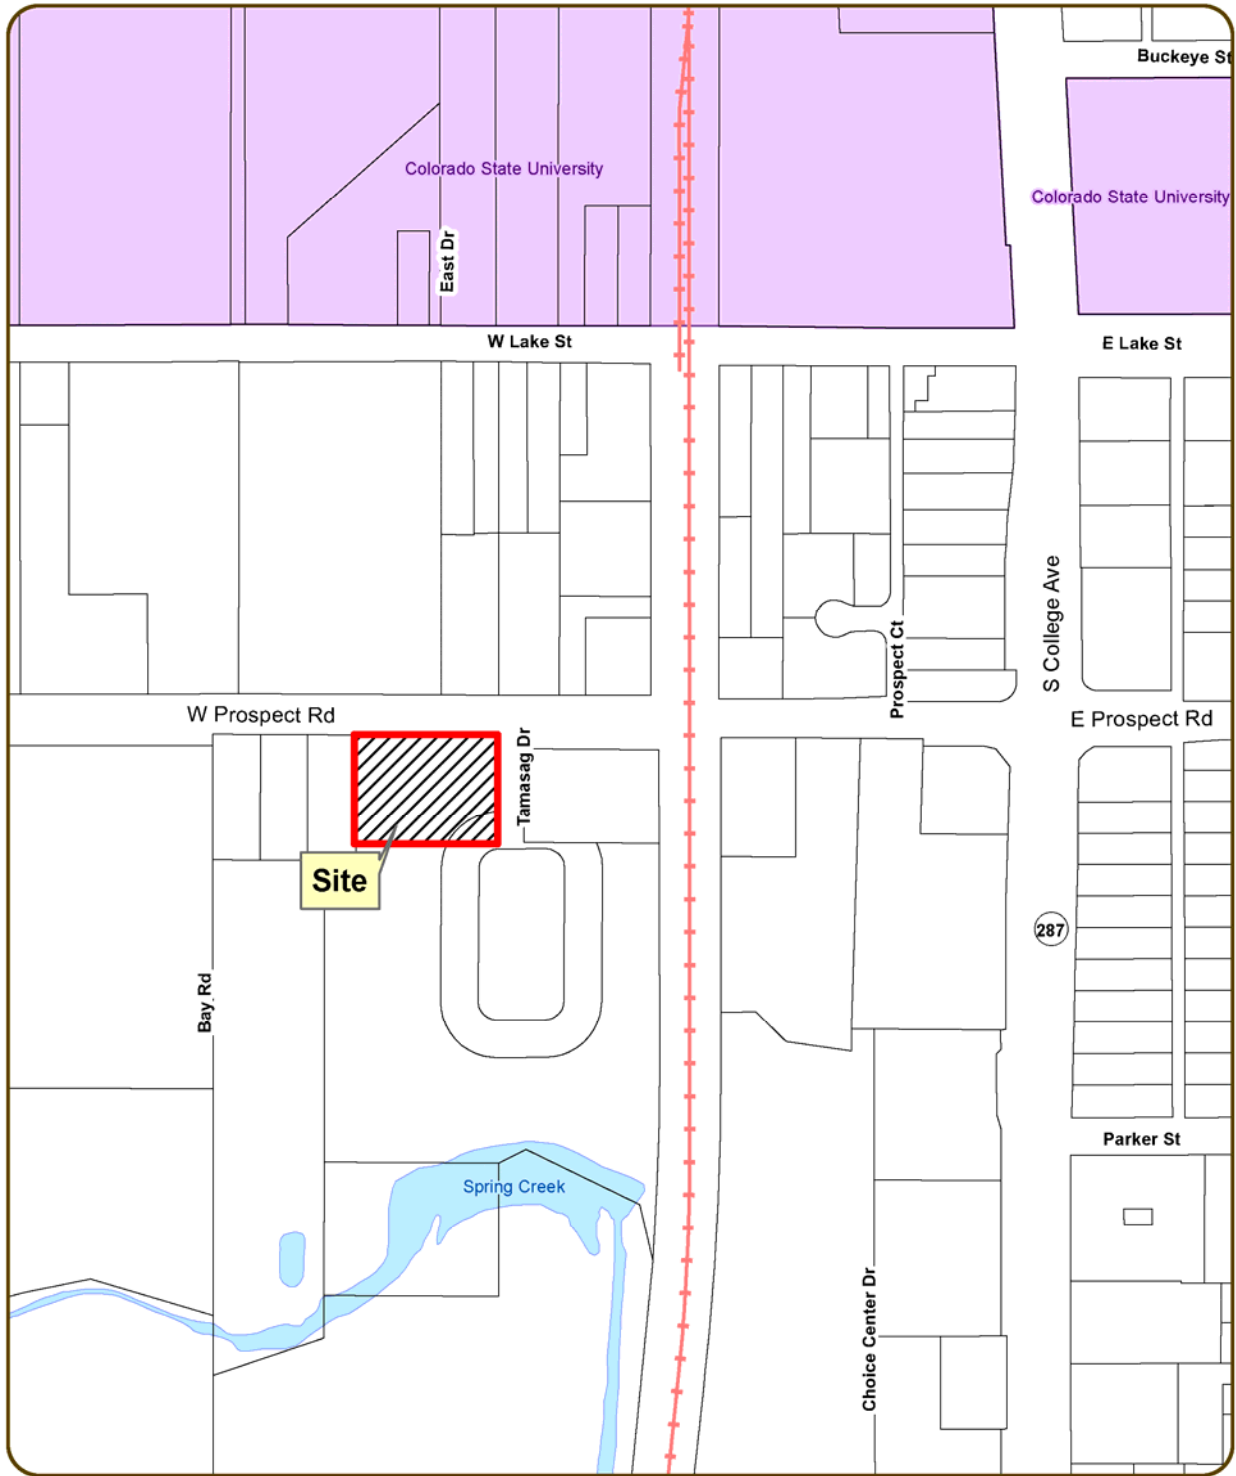 Buckeye St
Colorado State University
Colorado State University
East Dr
W Lake St
E Lake St
S College Ave
Prospect Ct
W Prospect Rd
E Prospect Rd
Tamasag Dr
Site
287
Bay Rd
Parker St
Spring Creek
Choice Center Dr